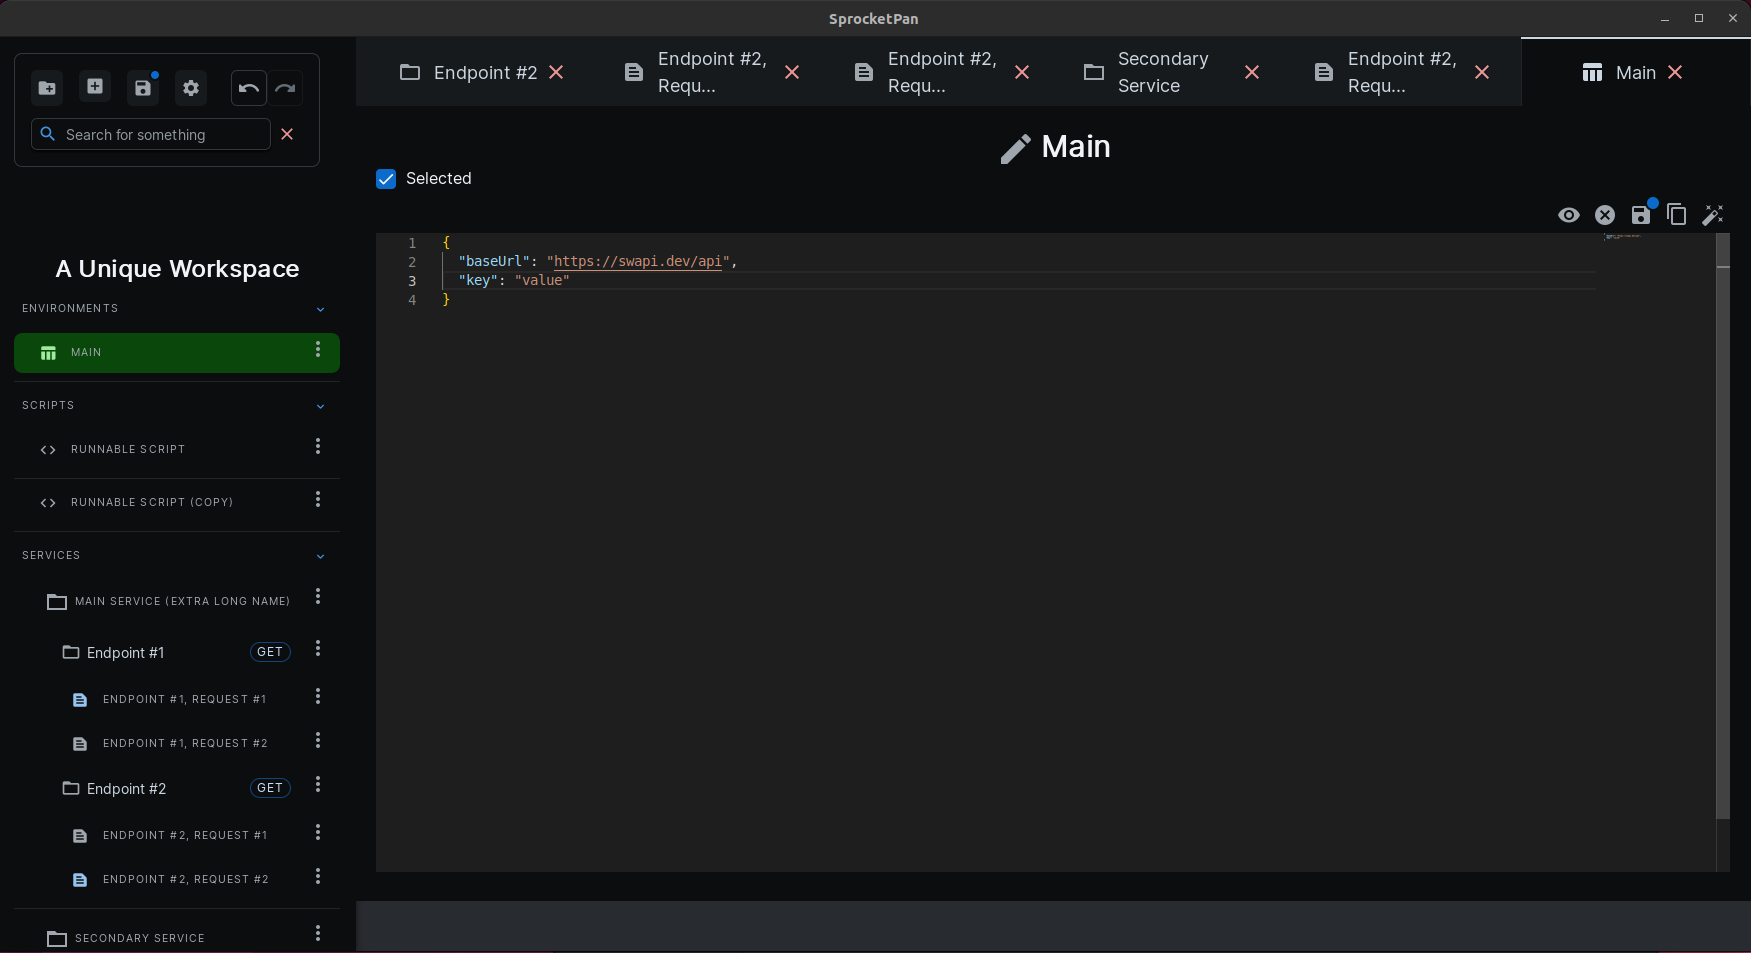 SprocketPan
Search for something
A Unique Workspace
ENVIRONMENTS
MAIN
SCRIPTS
RUNNABLE SCRIPT
RUNNABLE SCRIPT (COPY)
SERVICES
MAIN SERVICE (EXTRA LONG NAME)
Endpoint #1 GET
ENDPOINT #1, REQUEST #1
ENDPOINT #1, REQUEST #2
Endpoint #2 GET
ENDPOINT #2, REQUEST #1
ENDPOINT #2, REQUEST #2
SECONDARY SERVICE
Endpoint #2
Endpoint #2,
Requ...
Endpoint #2,
Requ...
Secondary
Service
Endpoint #2,
Requ...
Main
Main
Selected
1 {
2 "baseUrl": "https://swapi.dev/api",
3 "key": "value"
4 }